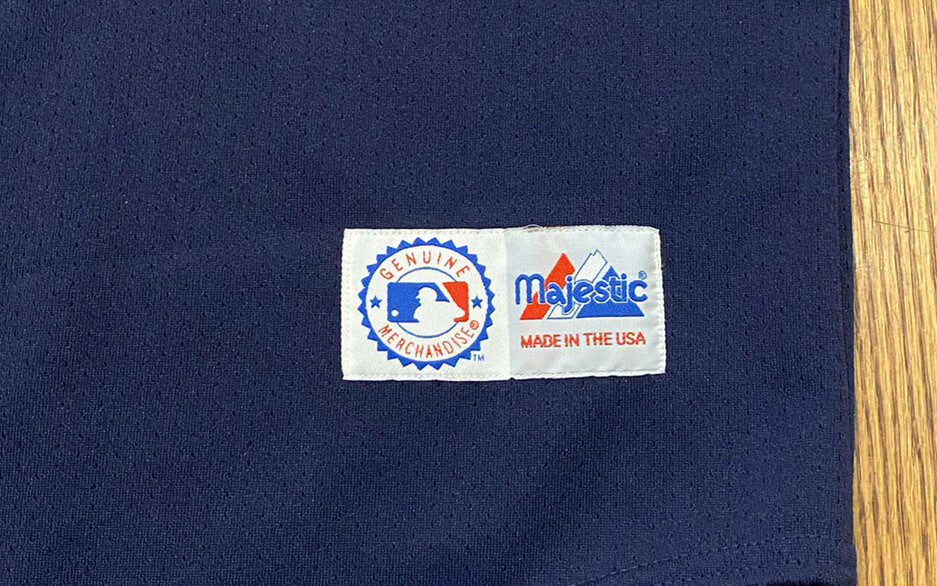 GENUINE
MERCHANDISE®
TM
Majestic®
MADE IN THE USA